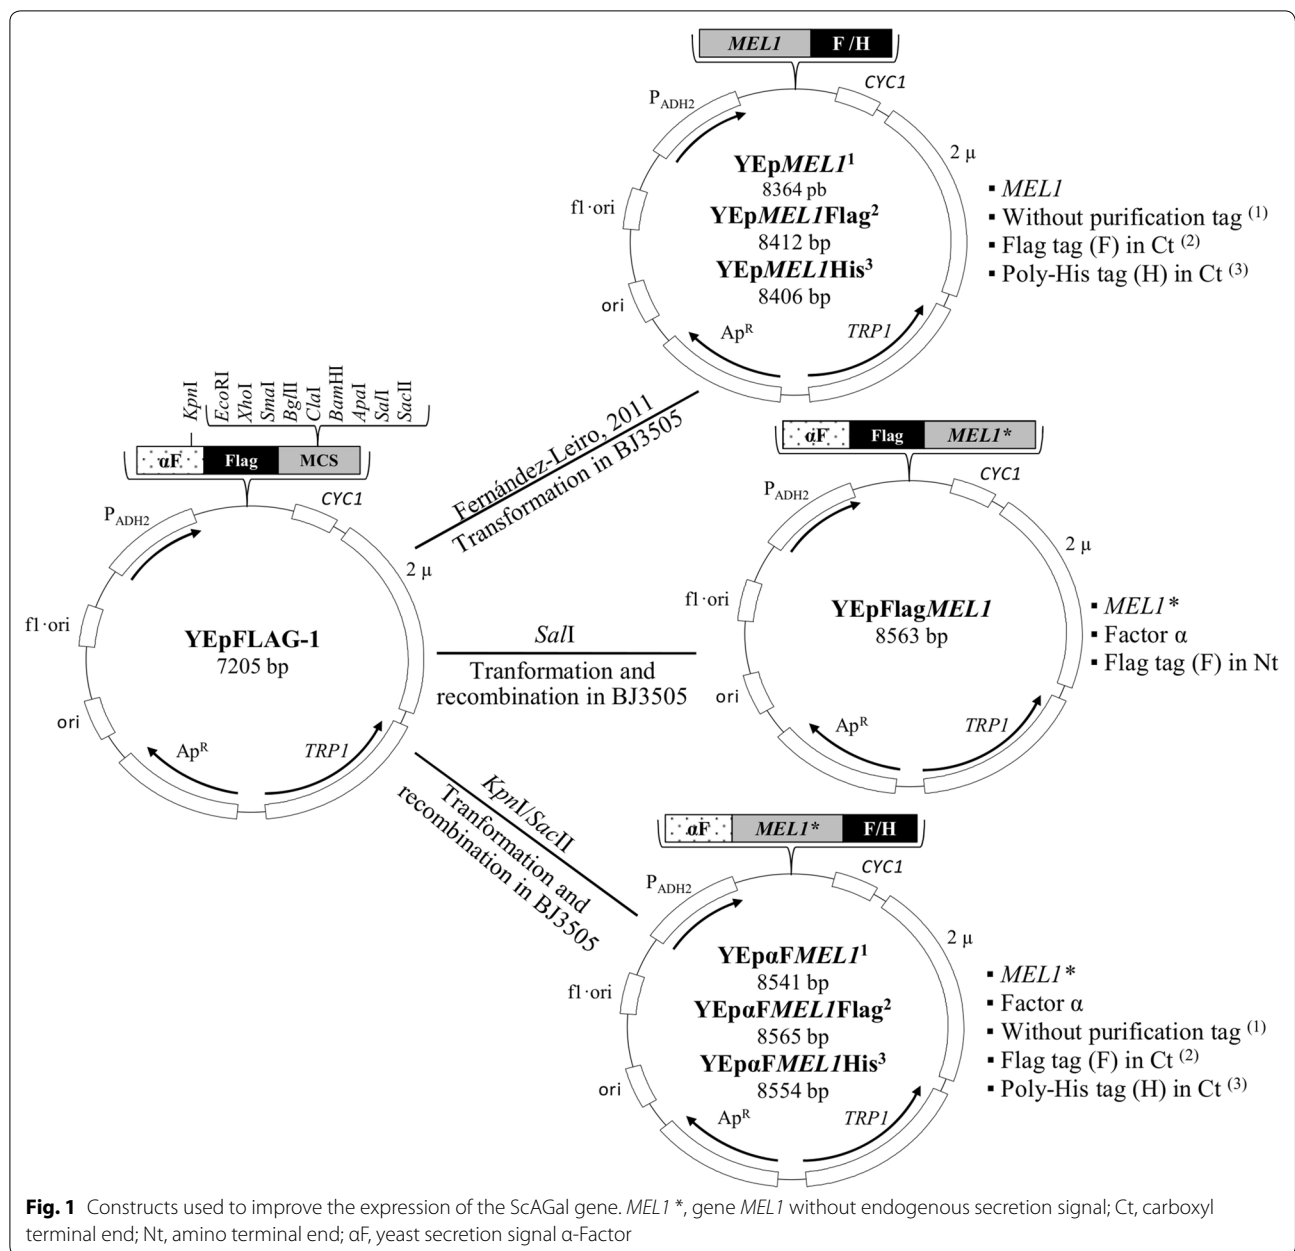 MEL1 F /H
CYC1
P ADH2
2 μ
YEpMEL1¹
8364 pb
YEpMEL1Flag²
8412 bp
YEpMEL1His³
8406 bp
f1·ori
ori
Ap^R
TRP1
▪ MEL1
▪ Without purification tag (1)
▪ Flag tag (F) in Ct (2)
▪ Poly-His tag (H) in Ct (3)
KpnI
EcoRI
XhoI
SmaI
BglII
ClaI
BamHI
ApaI
SalI
SacII
αF Flag MCS
CYC1
P ADH2
2 μ
f1·ori
YEpFLAG-1
7205 bp
ori
Ap^R
TRP1
Fernández-Leiro, 2011
Transformation in BJ3505
SalI
Tranformation and
recombination in BJ3505
KpnI/SacII
Tranformation and
recombination in BJ3505
αF Flag MEL1*
CYC1
P ADH2
2 μ
f1·ori
YEpFlagMEL1
8563 bp
ori
Ap^R
TRP1
▪ MEL1*
▪ Factor α
▪ Flag tag (F) in Nt
αF MEL1* F/H
CYC1
P ADH2
2 μ
YEpαFMEL1¹
8541 bp
YEpαFMEL1Flag²
8565 bp
YEpαFMEL1His³
8554 bp
f1·ori
ori
Ap^R
TRP1
▪ MEL1*
▪ Factor α
▪ Without purification tag (1)
▪ Flag tag (F) in Ct (2)
▪ Poly-His tag (H) in Ct (3)
Fig. 1 Constructs used to improve the expression of the ScAGal gene. MEL1 *, gene MEL1 without endogenous secretion signal; Ct, carboxyl
terminal end; Nt, amino terminal end; αF, yeast secretion signal α-Factor